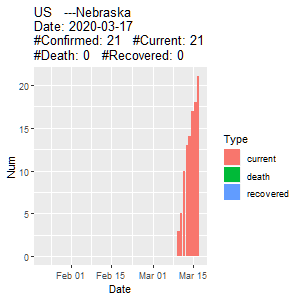 US   ---Nebraska
Date: 2020-03-17
#Confirmed: 21   #Current: 21
#Death: 0   #Recovered: 0
20
15
10
5
0
Num
Feb 01
Feb 15
Mar 01
Mar 15
Date
Type
current
death
recovered